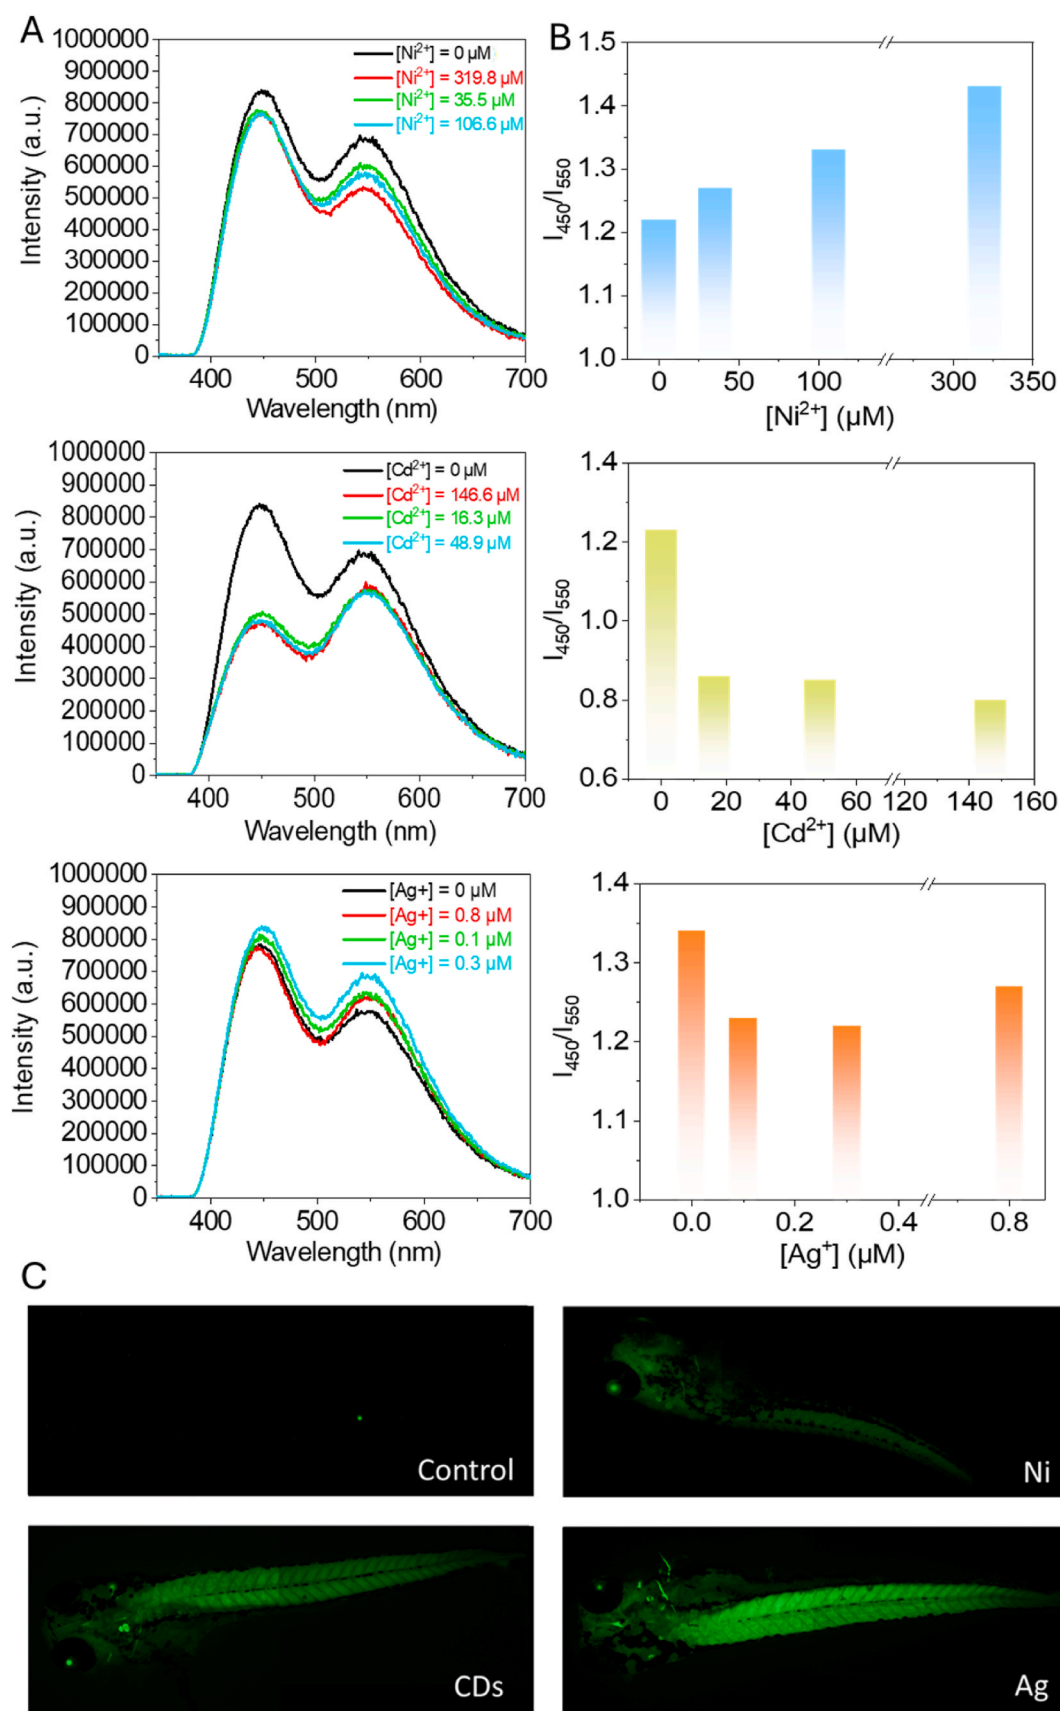 A
1000000
900000
800000
700000
600000
500000
400000
300000
200000
100000
0
Intensity (a.u.)
[Ni²⁺] = 0 µM
[Ni²⁺] = 319.8 µM
[Ni²⁺] = 35.5 µM
[Ni²⁺] = 106.6 µM
400 500 600 700
Wavelength (nm)
B
1.5
1.4
1.3
1.2
1.1
1.0
I₄₅₀/I₅₅₀
0 50 100 300 350
[Ni²⁺] (µM)
1000000
900000
800000
700000
600000
500000
400000
300000
200000
100000
0
Intensity (a.u.)
[Cd²⁺] = 0 µM
[Cd²⁺] = 146.6 µM
[Cd²⁺] = 16.3 µM
[Cd²⁺] = 48.9 µM
400 500 600 700
Wavelength (nm)
1.4
1.2
1.0
0.8
0.6
I₄₅₀/I₅₅₀
0 20 40 60 120 140 160
[Cd²⁺] (µM)
1000000
900000
800000
700000
600000
500000
400000
300000
200000
100000
0
Intensity (a.u.)
[Ag+] = 0 µM
[Ag+] = 0.8 µM
[Ag+] = 0.1 µM
[Ag+] = 0.3 µM
400 500 600 700
Wavelength (nm)
1.4
1.3
1.2
1.1
1.0
I₄₅₀/I₅₅₀
0.0 0.2 0.4 0.8
[Ag⁺] (µM)
C
Control
Ni
CDs
Ag